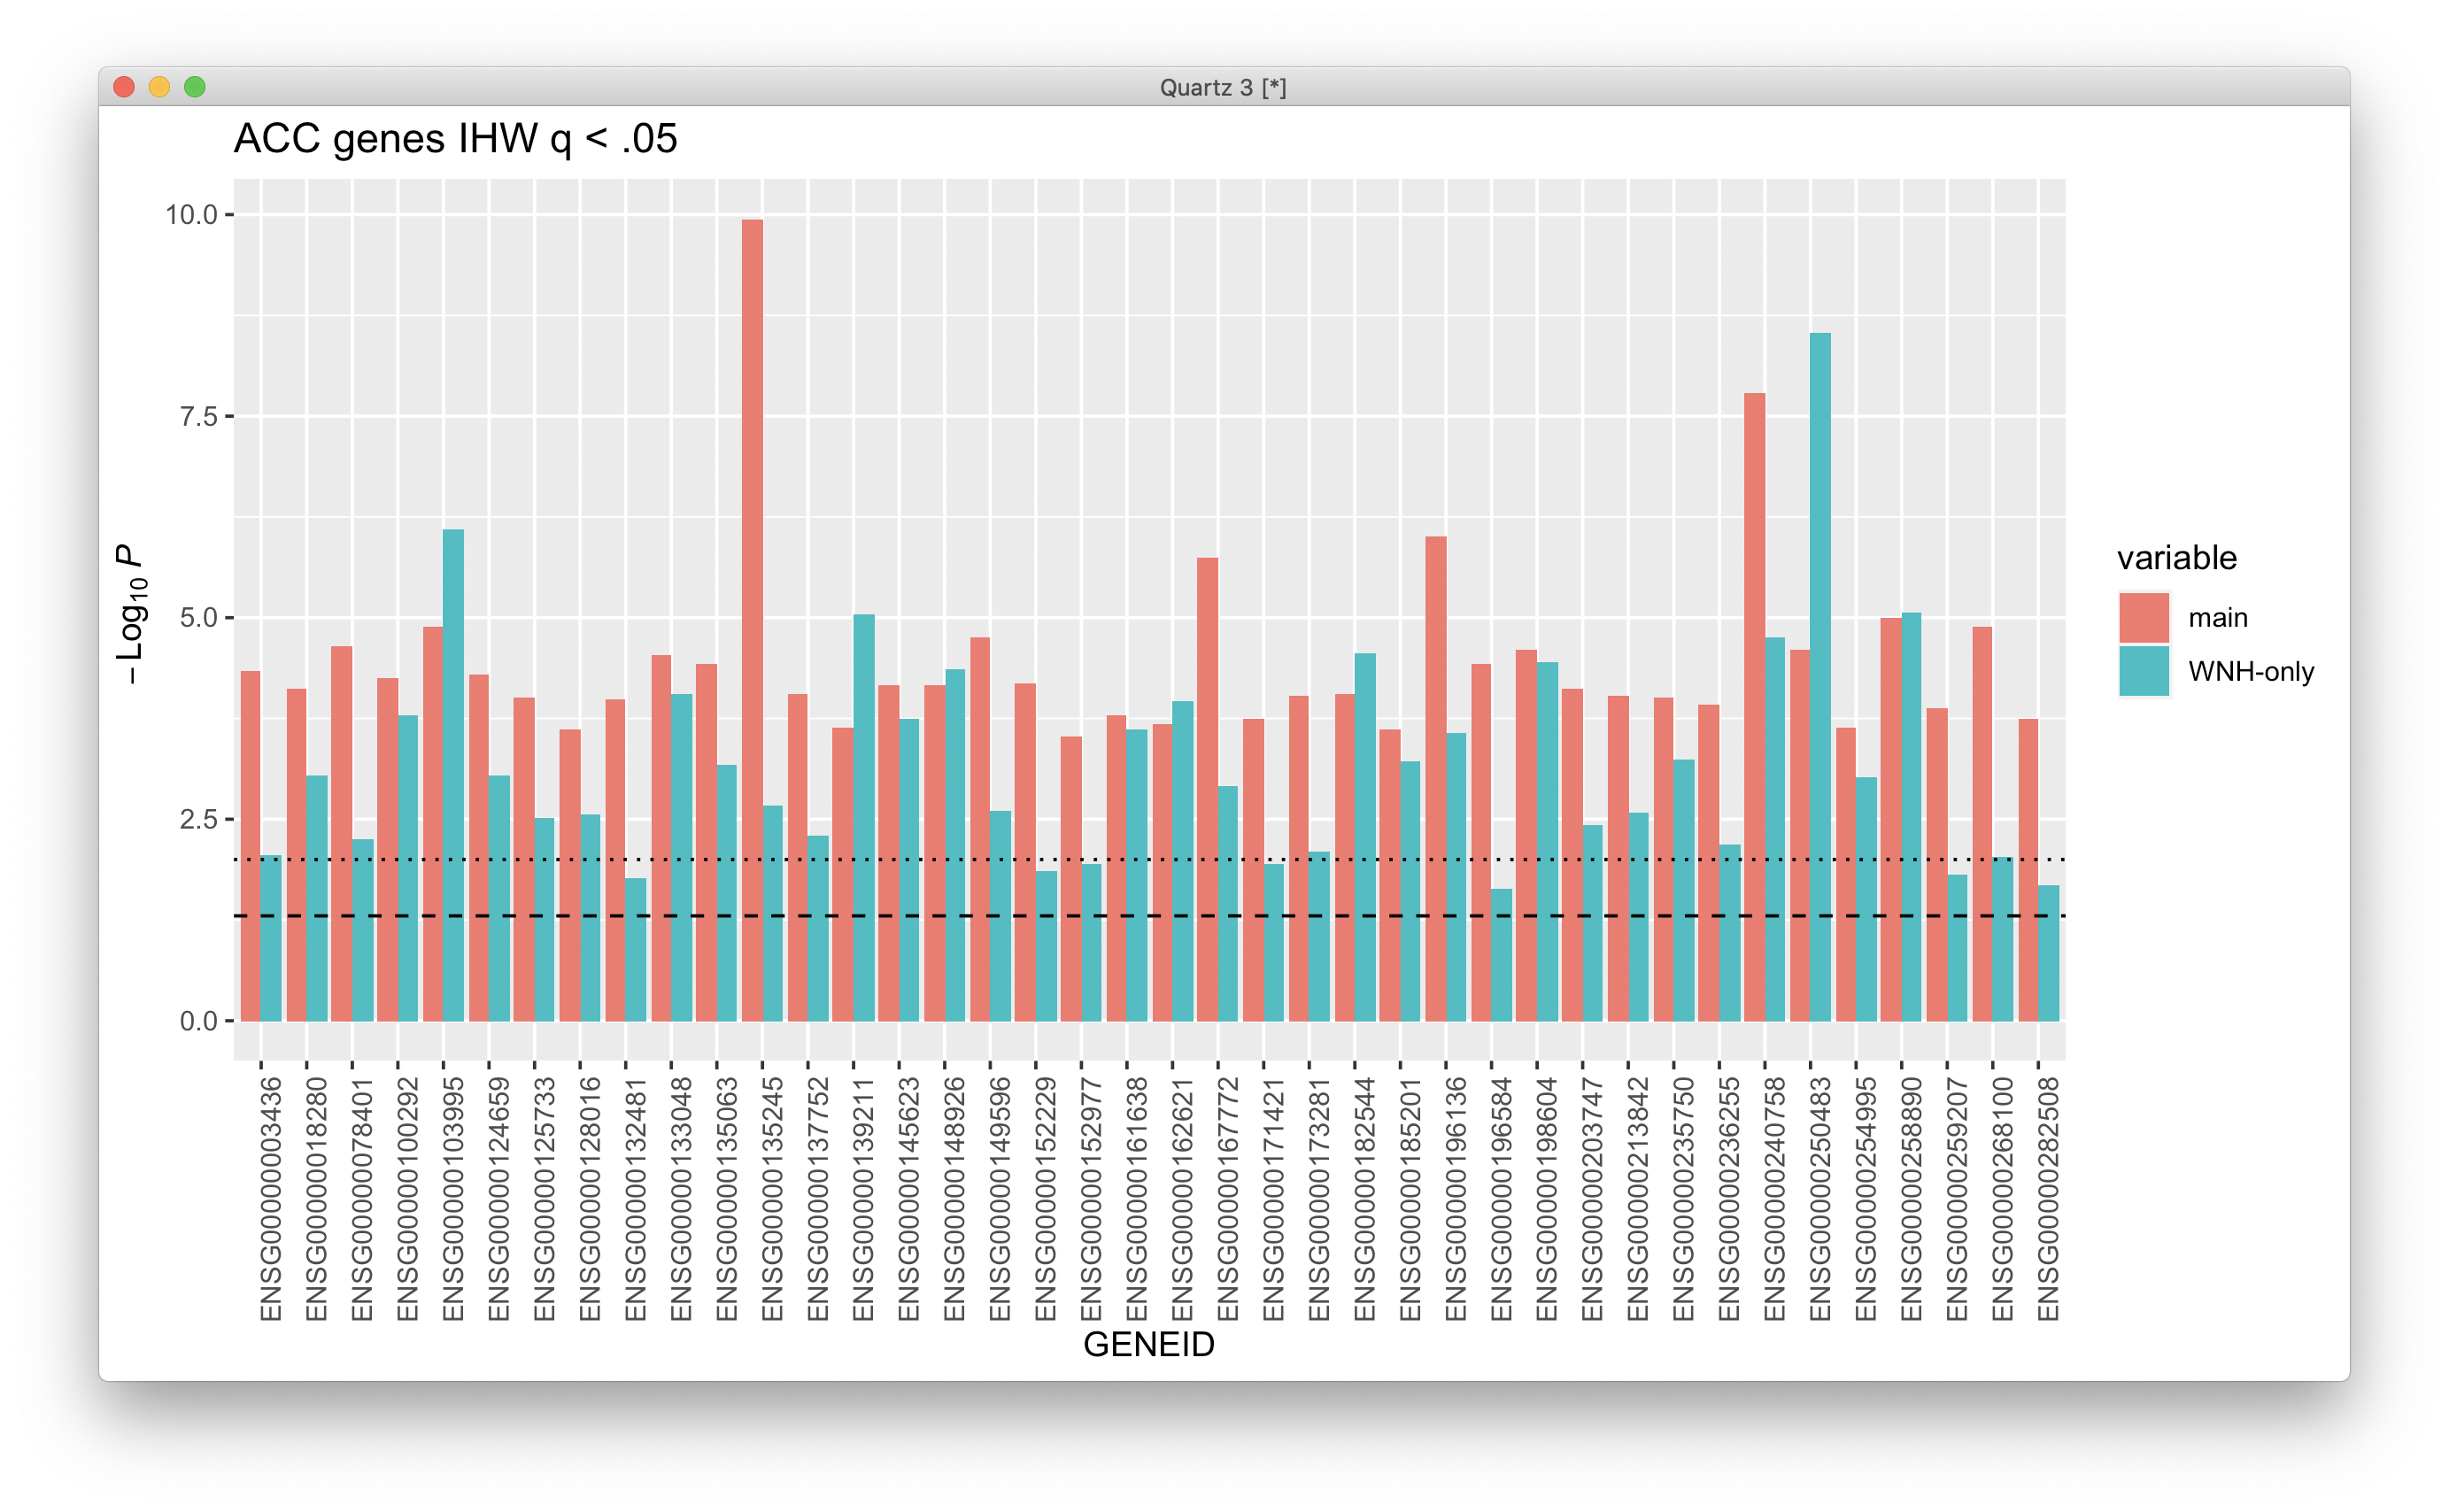 Quartz 3 [*]
ACC genes IHW q < .05
10.0
7.5
5.0
2.5
0.0
−Log10 P
ENSG00000003436
ENSG00000018280
ENSG00000078401
ENSG00000100292
ENSG00000103995
ENSG00000124659
ENSG00000125733
ENSG00000128016
ENSG00000132481
ENSG00000133048
ENSG00000135063
ENSG00000135245
ENSG00000137752
ENSG00000139211
ENSG00000145623
ENSG00000148926
ENSG00000149596
ENSG00000152229
ENSG00000152977
ENSG00000161638
ENSG00000162621
ENSG00000167772
ENSG00000171421
ENSG00000173281
ENSG00000182544
ENSG00000185201
ENSG00000196136
ENSG00000196584
ENSG00000198604
ENSG00000203747
ENSG00000213842
ENSG00000235750
ENSG00000236255
ENSG00000240758
ENSG00000250483
ENSG00000254995
ENSG00000258890
ENSG00000259207
ENSG00000268100
ENSG00000282508
GENEID
variable
main
WNH-only